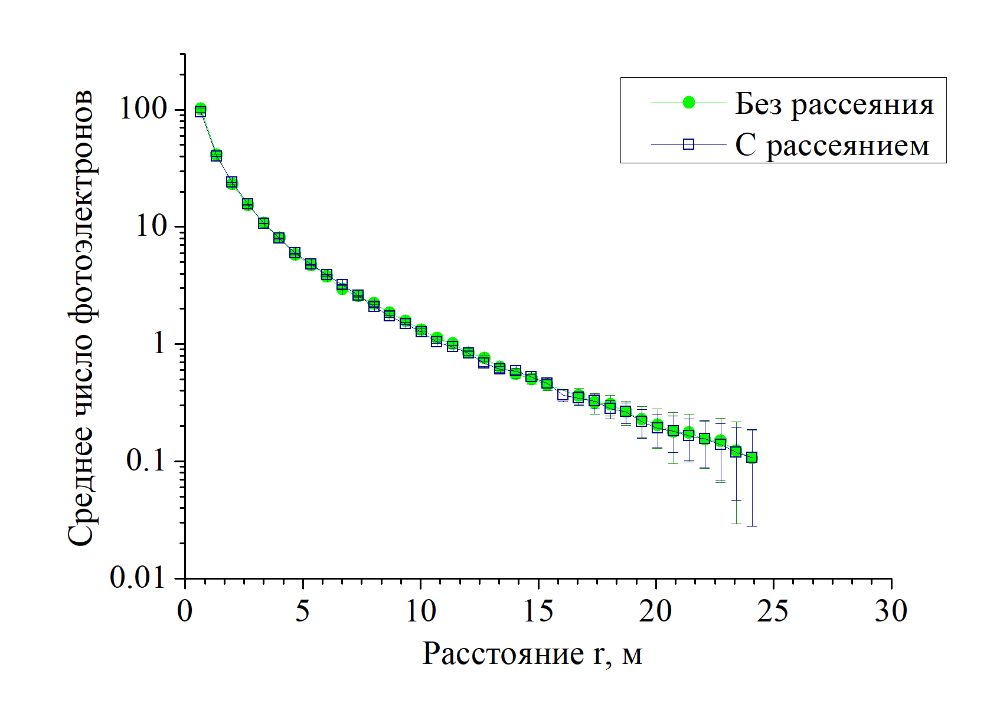 Среднее число фотоэлектронов
100
10
1
0.1
0.01
Без рассеяния
С рассеянием
0 5 10 15 20 25 30
Расстояние r, м